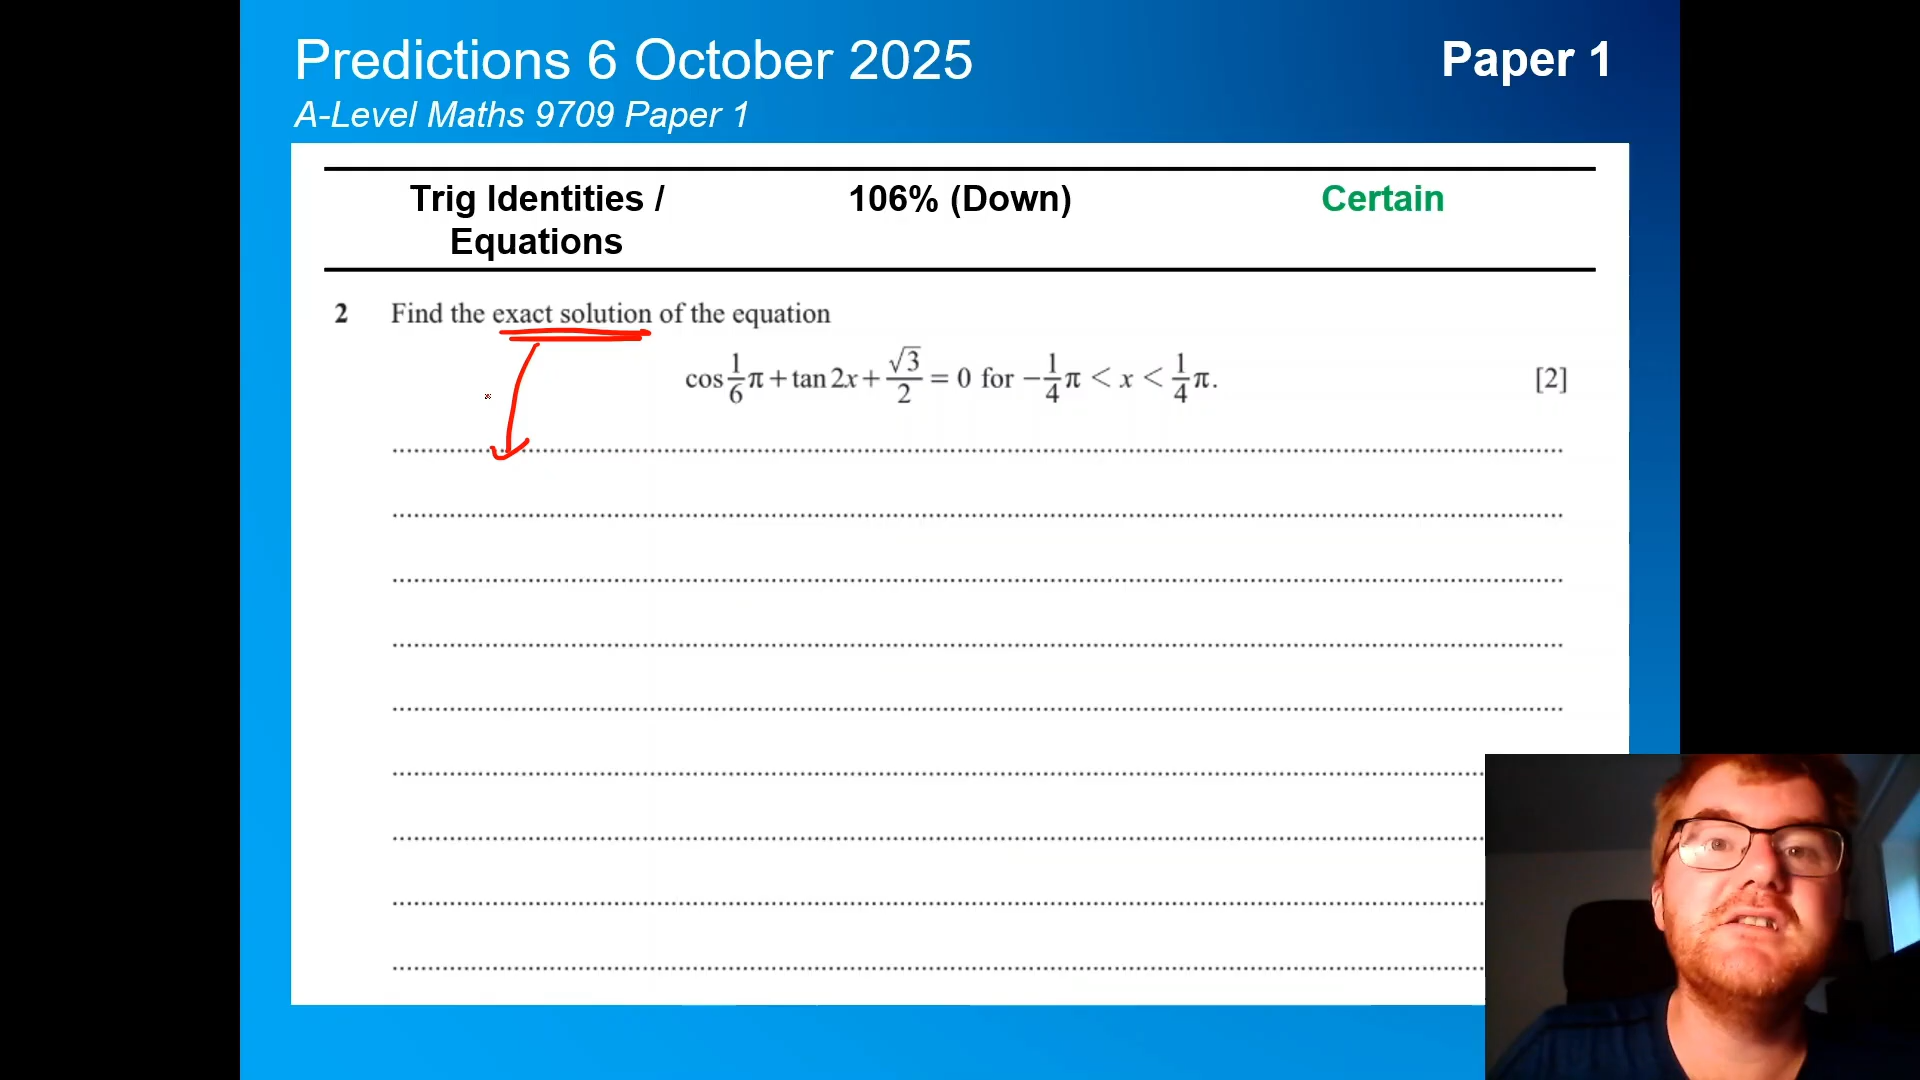 Predictions 6 October 2025
Paper 1
A-Level Maths 9709 Paper 1
Trig Identities /
Equations
106% (Down)
Certain
2 Find the exact solution of the equation
cos 1/6 π + tan 2x + √3/2 = 0 for −1/4 π < x < 1/4 π. [2]